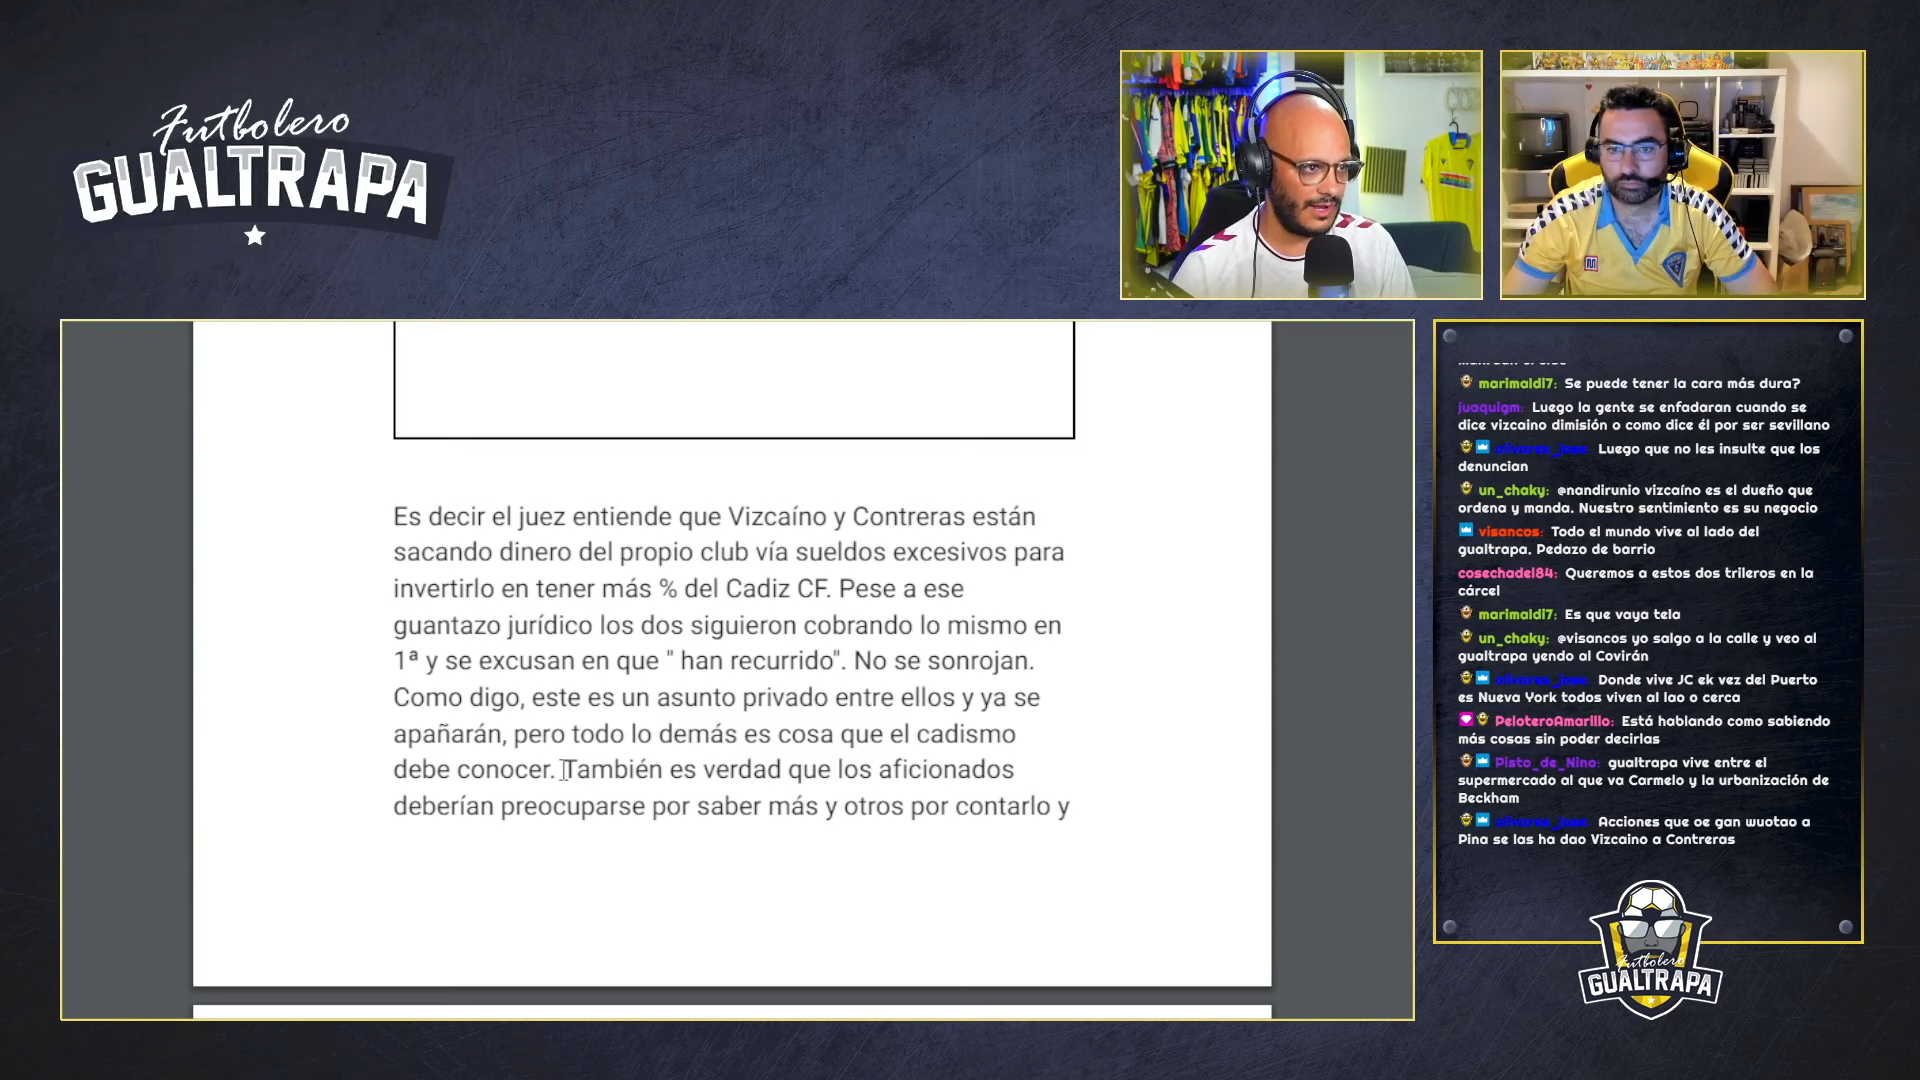 Futbolero
GUALTRAPA
Es decir el juez entiende que Vizcaíno y Contreras están
sacando dinero del propio club vía sueldos excesivos para
invertirlo en tener más % del Cadiz CF. Pese a ese
guantazo jurídico los dos siguieron cobrando lo mismo en
1ª y se excusan en que " han recurrido". No se sonrojan.
Como digo, este es un asunto privado entre ellos y ya se
apañarán, pero todo lo demás es cosa que el cadismo
debe conocer. También es verdad que los aficionados
deberían preocuparse por saber más y otros por contarlo y
marimaldi7: Se puede tener la cara más dura?
juaquigm: Luego la gente se enfadaran cuando se
dice vizcaino dimisión o como dice él por ser sevillano
olivares_jose: Luego que no les insulte que los
denuncian
un_chaky: @nandirunio vizcaíno es el dueño que
ordena y manda. Nuestro sentimiento es su negocio
visancos: Todo el mundo vive al lado del
gualtrapa. Pedazo de barrio
cosechadel84: Queremos a estos dos trileros en la
cárcel
marimaldi7: Es que vaya tela
un_chaky: @visancos yo salgo a la calle y veo al
gualtrapa yendo al Covirán
olivares_jose: Donde vive JC ek vez del Puerto
es Nueva York todos viven al lao o cerca
PeloteroAmarillo: Está hablando como sabiendo
más cosas sin poder decirlas
Pisto_de_Nino: gualtrapa vive entre el
supermercado al que va Carmelo y la urbanización de
Beckham
olivares_jose: Acciones que oe gan wuotao a
Pina se las ha dao Vizcaino a Contreras
Futbolero
GUALTRAPA